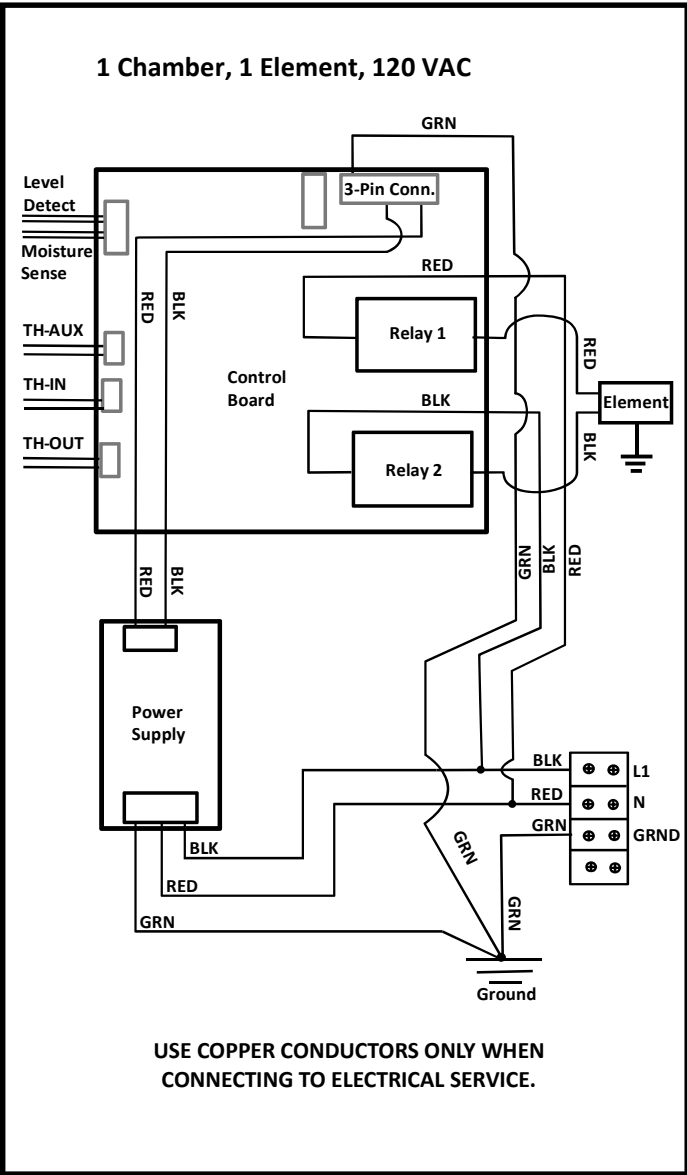 1 Chamber, 1 Element, 120 VAC
GRN
Level
Detect
3-Pin Conn.
Moisture
Sense
RED
RED
BLK
TH-AUX
Relay 1
RED
TH-IN
Control
Board
BLK
Element
TH-OUT
BLK
Relay 2
GRN
BLK
RED
RED
BLK
Power
Supply
BLK
L1
RED
N
GRN
GRND
BLK
GRN
RED
GRN
GRN
Ground
USE COPPER CONDUCTORS ONLY WHEN
CONNECTING TO ELECTRICAL SERVICE.